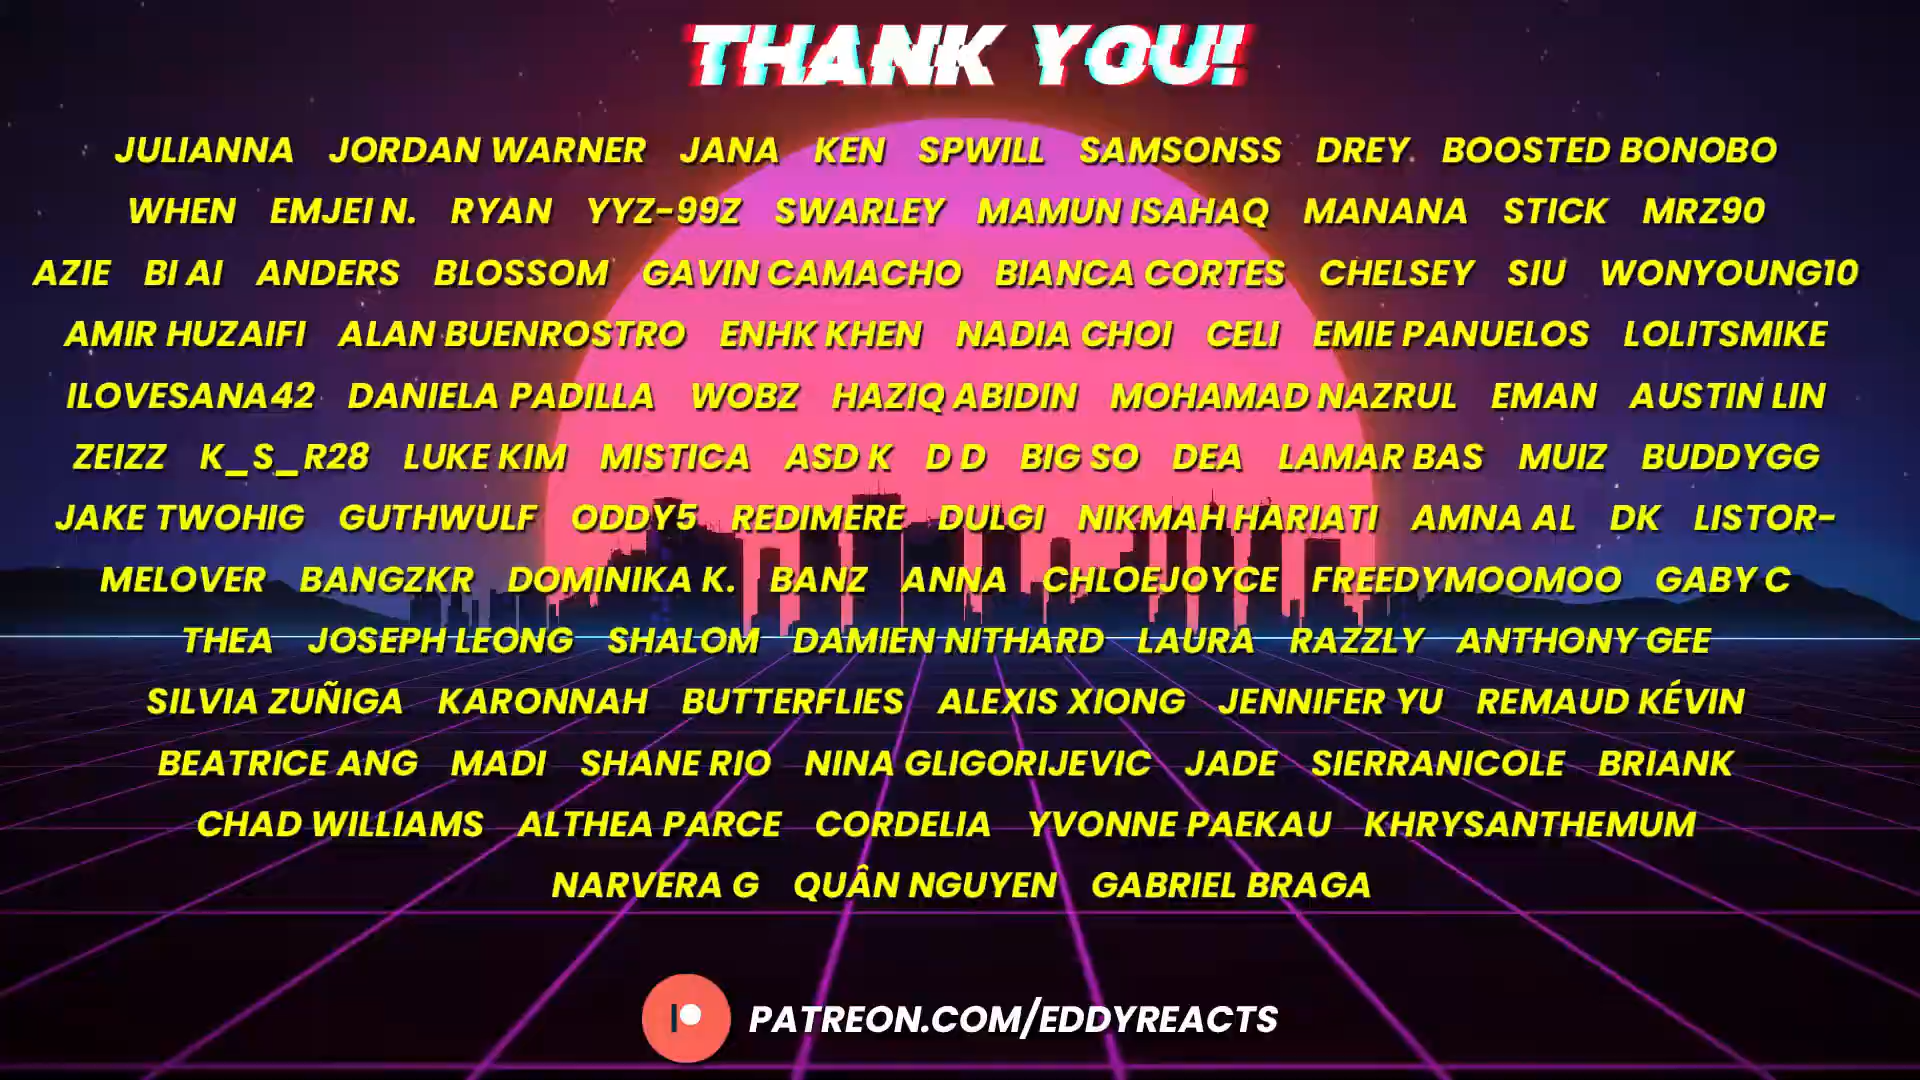 THANK YOU!
JULIANNA JORDAN WARNER JANA KEN SPWILL SAMSONSS DREY BOOSTED BONOBO
WHEN EMJEI N. RYAN YYZ-99Z SWARLEY MAMUN ISAHAQ MANANA STICK MRZ90
AZIE BI AI ANDERS BLOSSOM GAVIN CAMACHO BIANCA CORTES CHELSEY SIU WONYOUNG10
AMIR HUZAIFI ALAN BUENROSTRO ENHK KHEN NADIA CHOI CELI EMIE PANUELOS LOLITSMIKE
ILOVESANA42 DANIELA PADILLA WOBZ HAZIQ ABIDIN MOHAMAD NAZRUL EMAN AUSTIN LIN
ZEIZZ K_S_R28 LUKE KIM MISTICA ASD K D D BIG SO DEA LAMAR BAS MUIZ BUDDYGG
JAKE TWOHIG GUTHWULF ODDY5 REDIMERE DULGI NIKMAH HARIATI AMNA AL DK LISTOR-
MELOVER BANGZKR DOMINIKA K. BANZ ANNA CHLOEJOYCE FREEDYMOOMOO GABY C
THEA JOSEPH LEONG SHALOM DAMIEN NITHARD LAURA RAZZLY ANTHONY GEE
SILVIA ZUÑIGA KARONNAH BUTTERFLIES ALEXIS XIONG JENNIFER YU REMAUD KÉVIN
BEATRICE ANG MADI SHANE RIO NINA GLIGORIJEVIC JADE SIERRANICOLE BRIANK
CHAD WILLIAMS ALTHEA PARCE CORDELIA YVONNE PAEKAU KHRYSANTHEMUM
NARVERA G QUÂN NGUYEN GABRIEL BRAGA
PATREON.COM/EDDYREACTS